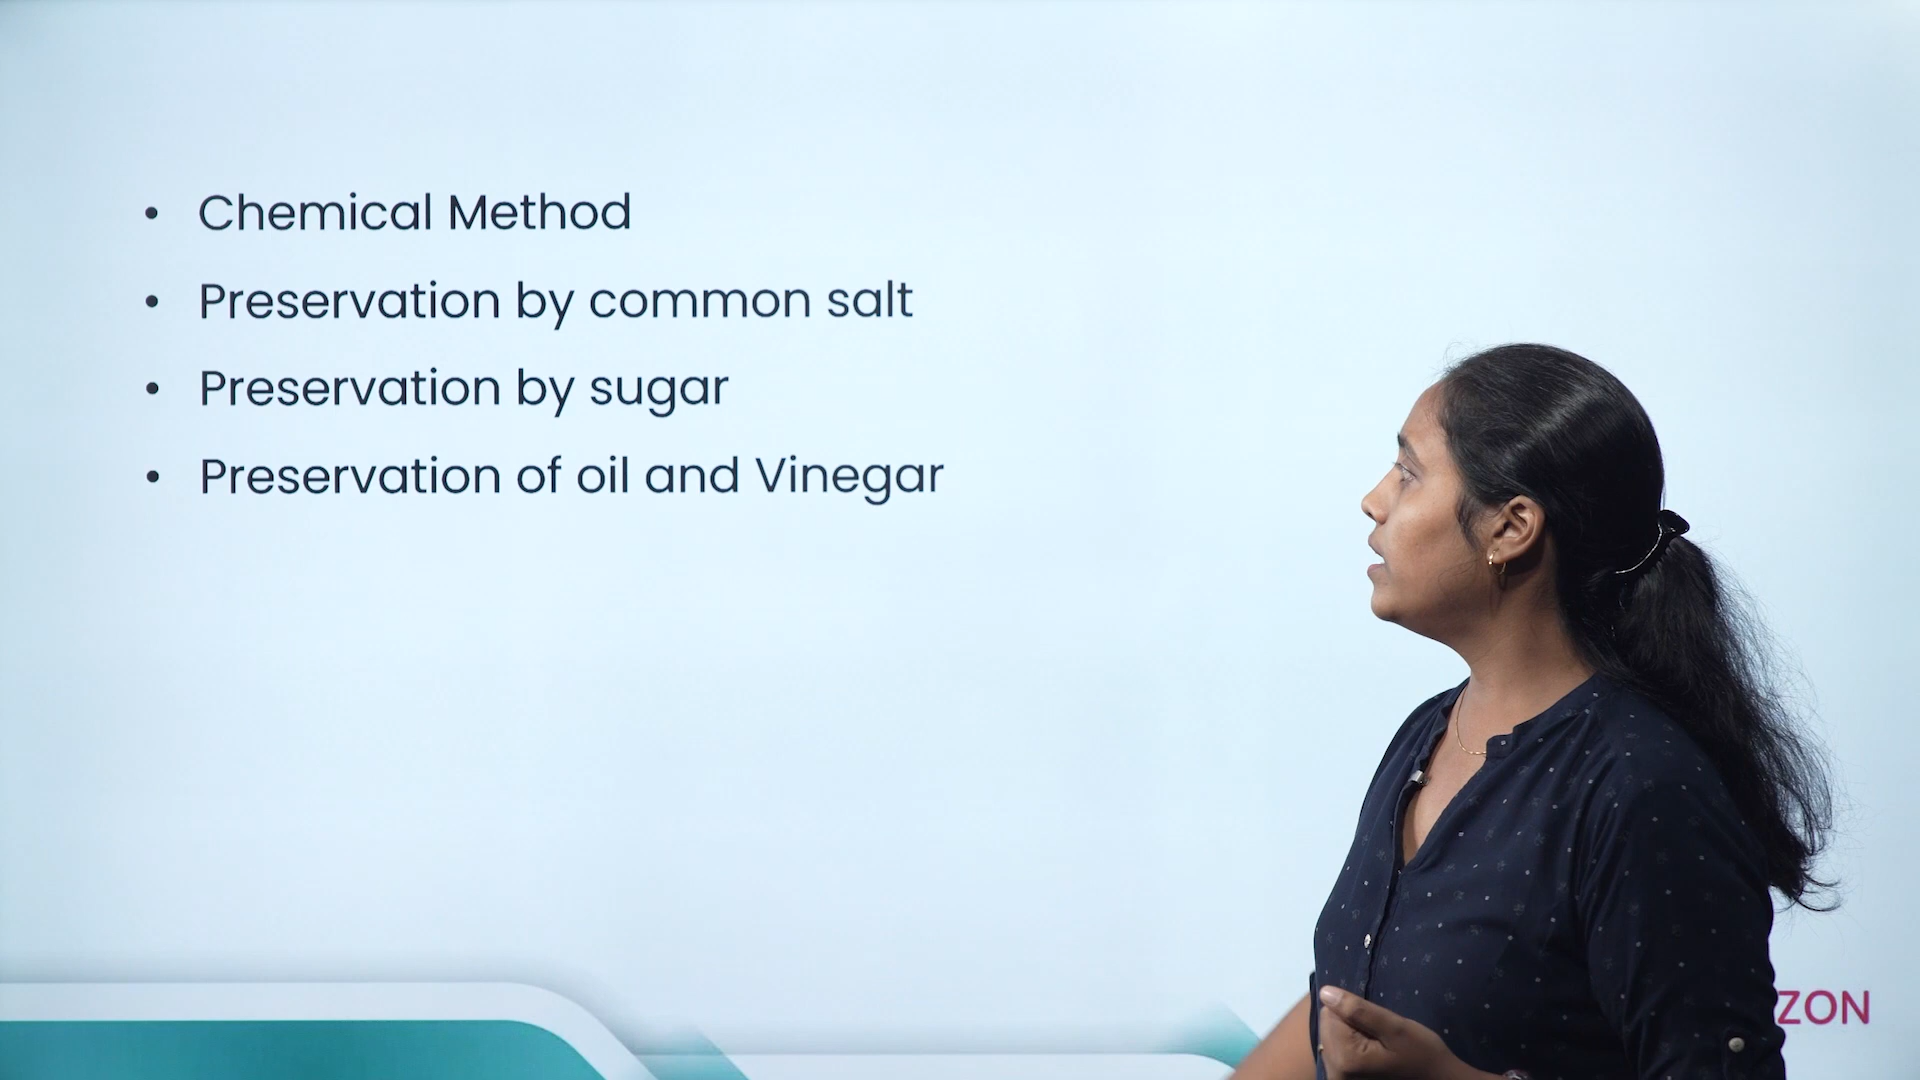 • Chemical Method
• Preservation by common salt
• Preservation by sugar
• Preservation of oil and Vinegar
ZON